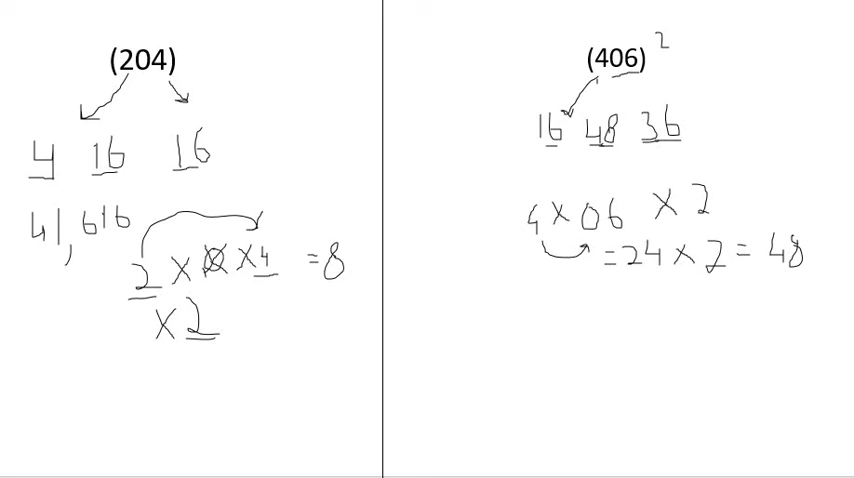 (204)
4 16 16
41,616
2 × 0 × 4 = 8
× 2
(406) 2
16 48 36
4 × 06 × 2
= 24 × 2 = 48